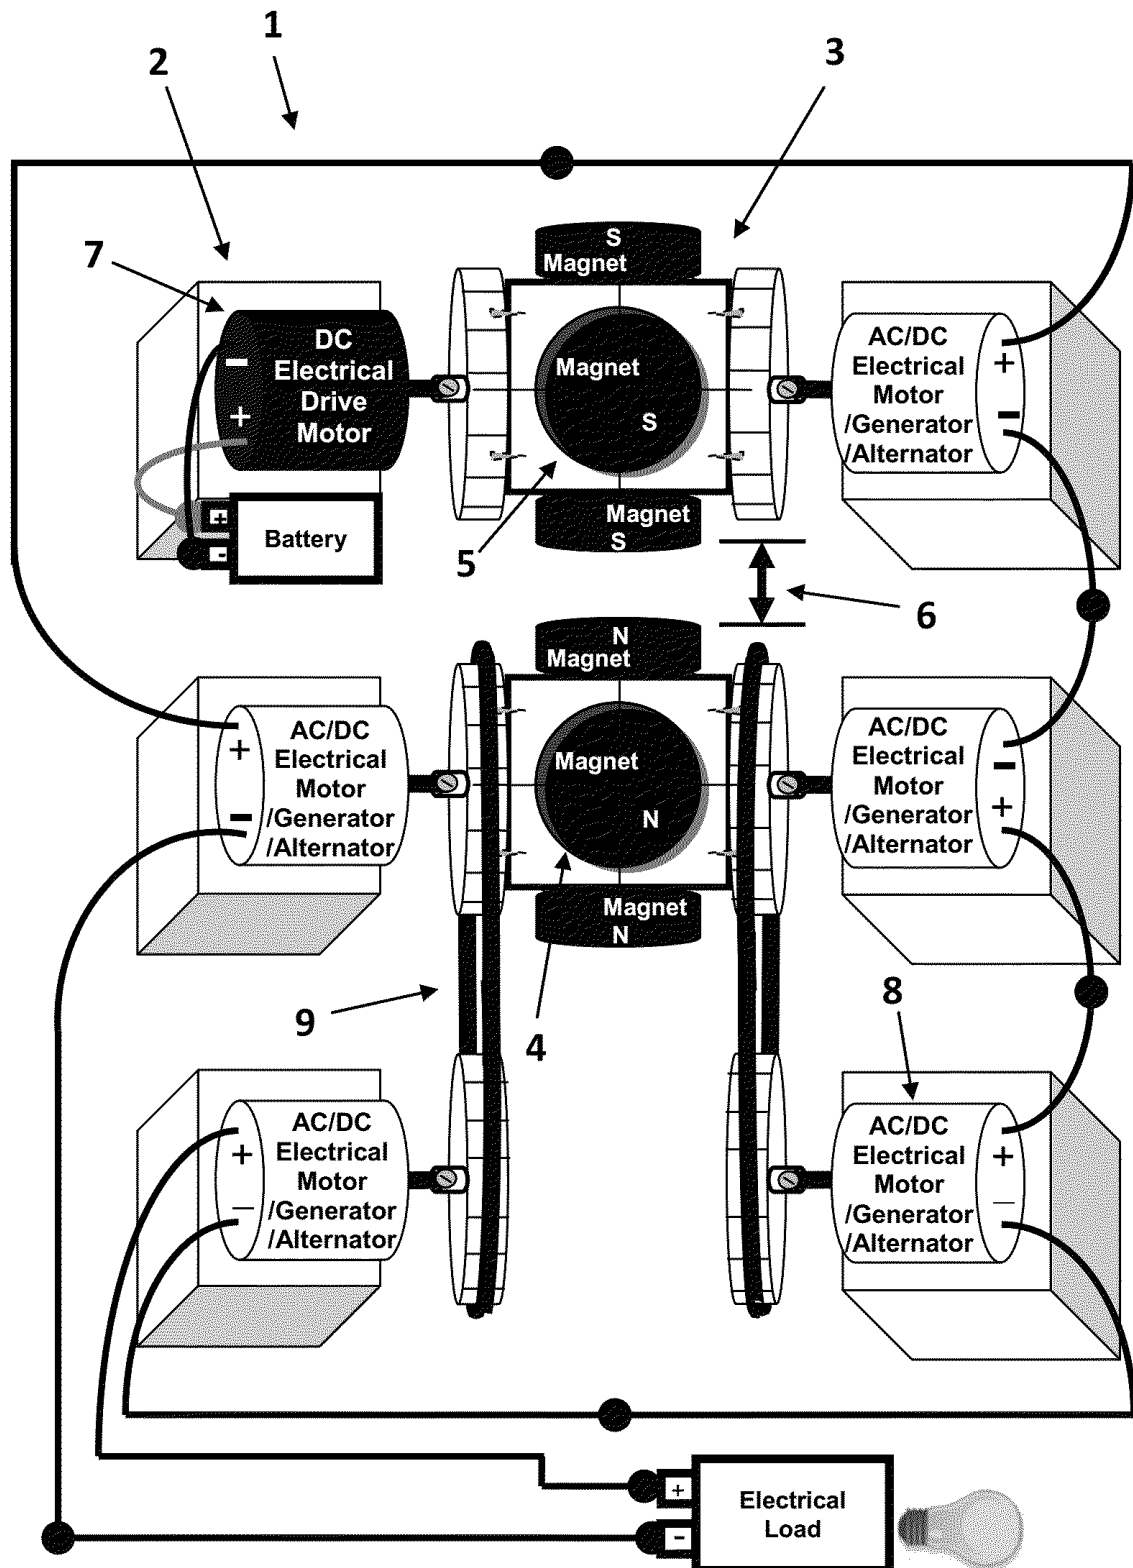 1
2
3
7
S
Magnet
DC
Electrical
Drive
Motor
-
+
Magnet
S
AC/DC
Electrical
Motor
/Generator
/Alternator
+
-
+
-
Battery
Magnet
S
5
6
N
Magnet
AC/DC
Electrical
Motor
/Generator
/Alternator
+
-
Magnet
N
AC/DC
Electrical
Motor
/Generator
/Alternator
-
+
Magnet
N
9
4
8
AC/DC
Electrical
Motor
/Generator
/Alternator
+
-
AC/DC
Electrical
Motor
/Generator
/Alternator
+
-
+
-
Electrical
Load